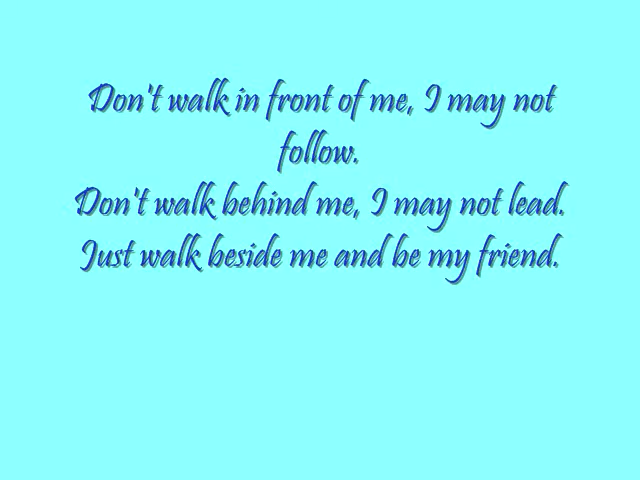 Don't walk in front of me, I may not
follow.
Don't walk behind me, I may not lead.
Just walk beside me and be my friend.